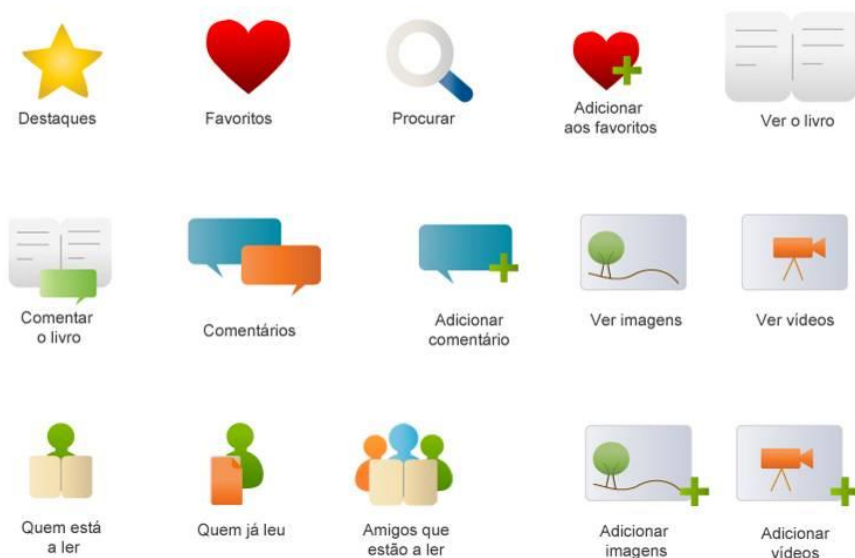 Destaques
Favoritos
Procurar
Adicionar
aos favoritos
Ver o livro
Comentar
o livro
Comentários
Adicionar
comentário
Ver imagens
Ver vídeos
Quem está
a ler
Quem já leu
Amigos que
estão a ler
Adicionar
imagens
Adicionar
vídeos